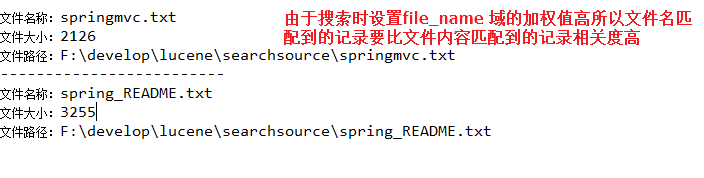 文件名称：springmvc.txt
由于搜索时设置file_name 域的加权值高所以文件名匹
文件大小：2126
配到的记录要比文件内容匹配到的记录相关度高
文件路径：F:\develop\lucene\searchsource\springmvc.txt
-------------------------
文件名称：spring_README.txt
文件大小：3255
文件路径：F:\develop\lucene\searchsource\spring_README.txt